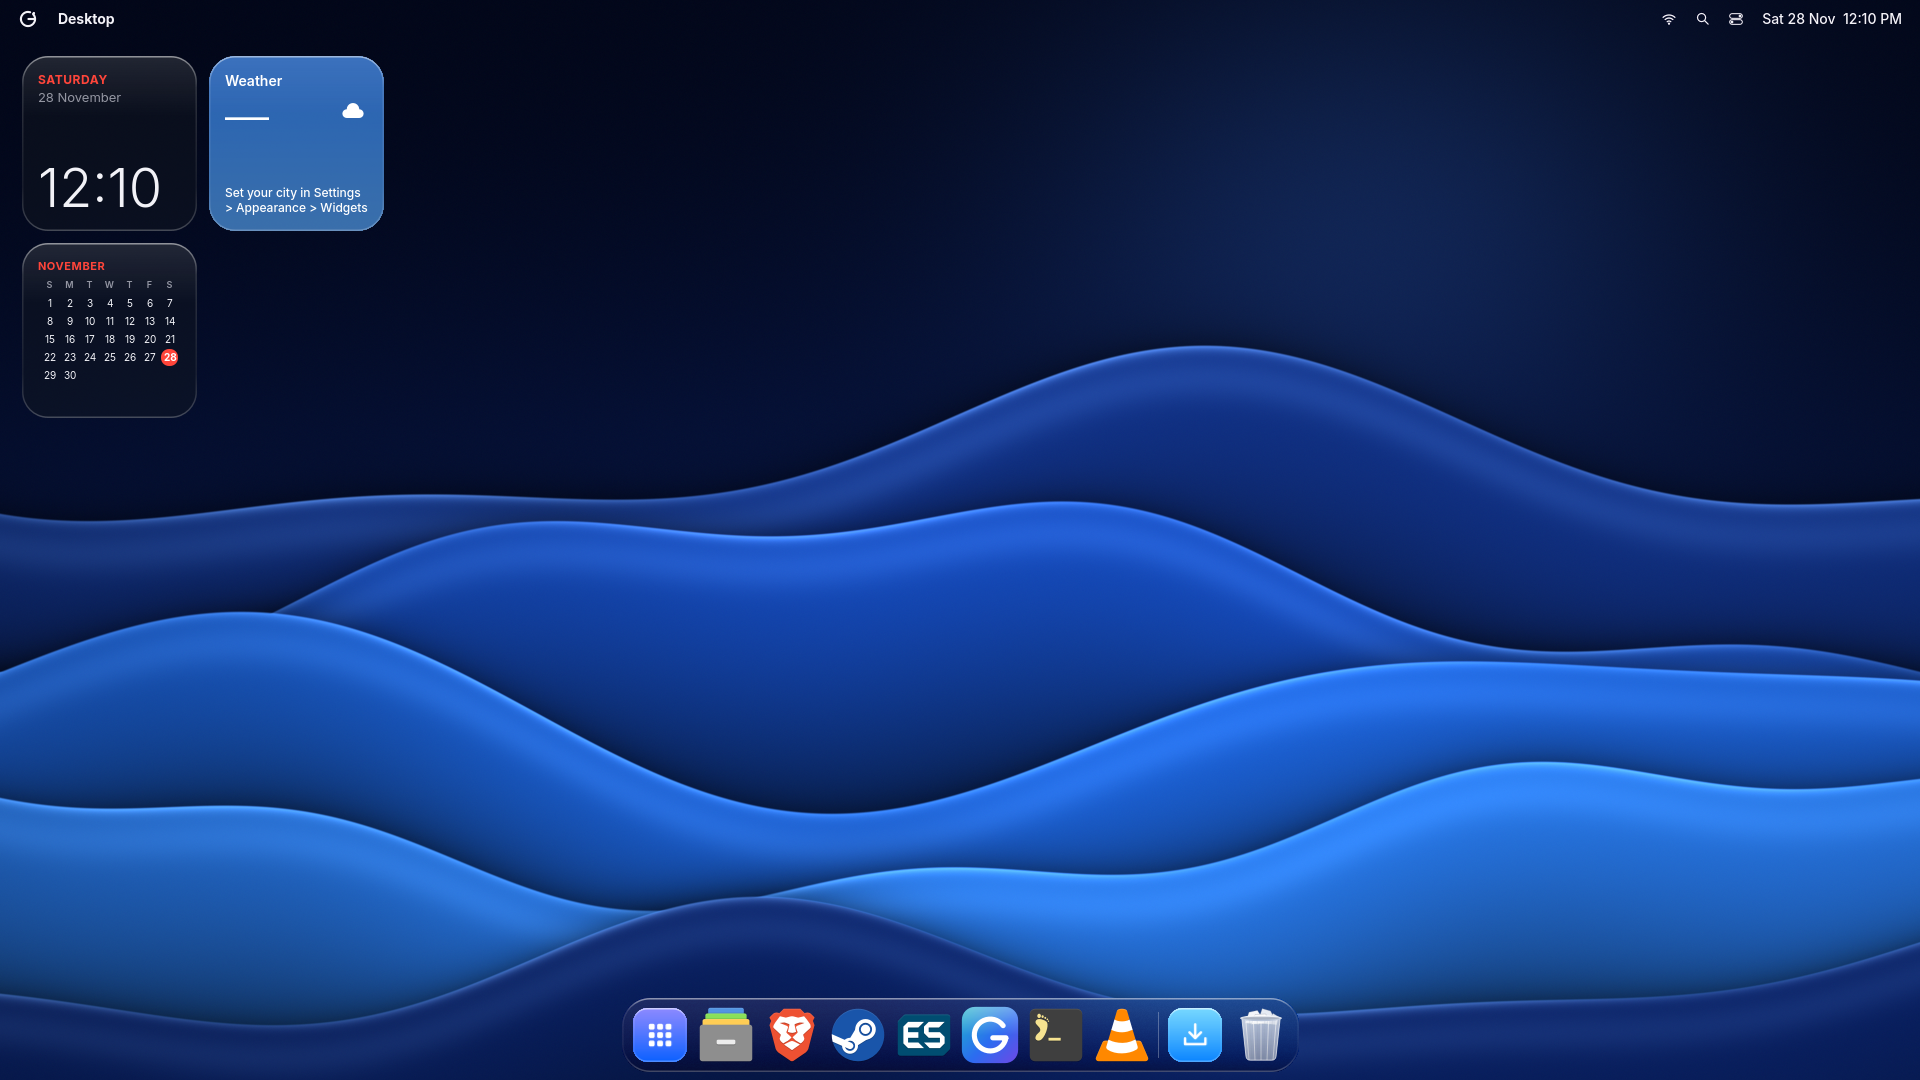 Desktop
Sat 28 Nov 12:10 PM
SATURDAY
28 November
12:10
Weather
Set your city in Settings
> Appearance > Widgets
NOVEMBER
S M T W T F S
1 2 3 4 5 6 7
8 9 10 11 12 13 14
15 16 17 18 19 20 21
22 23 24 25 26 27 28
29 30
ES